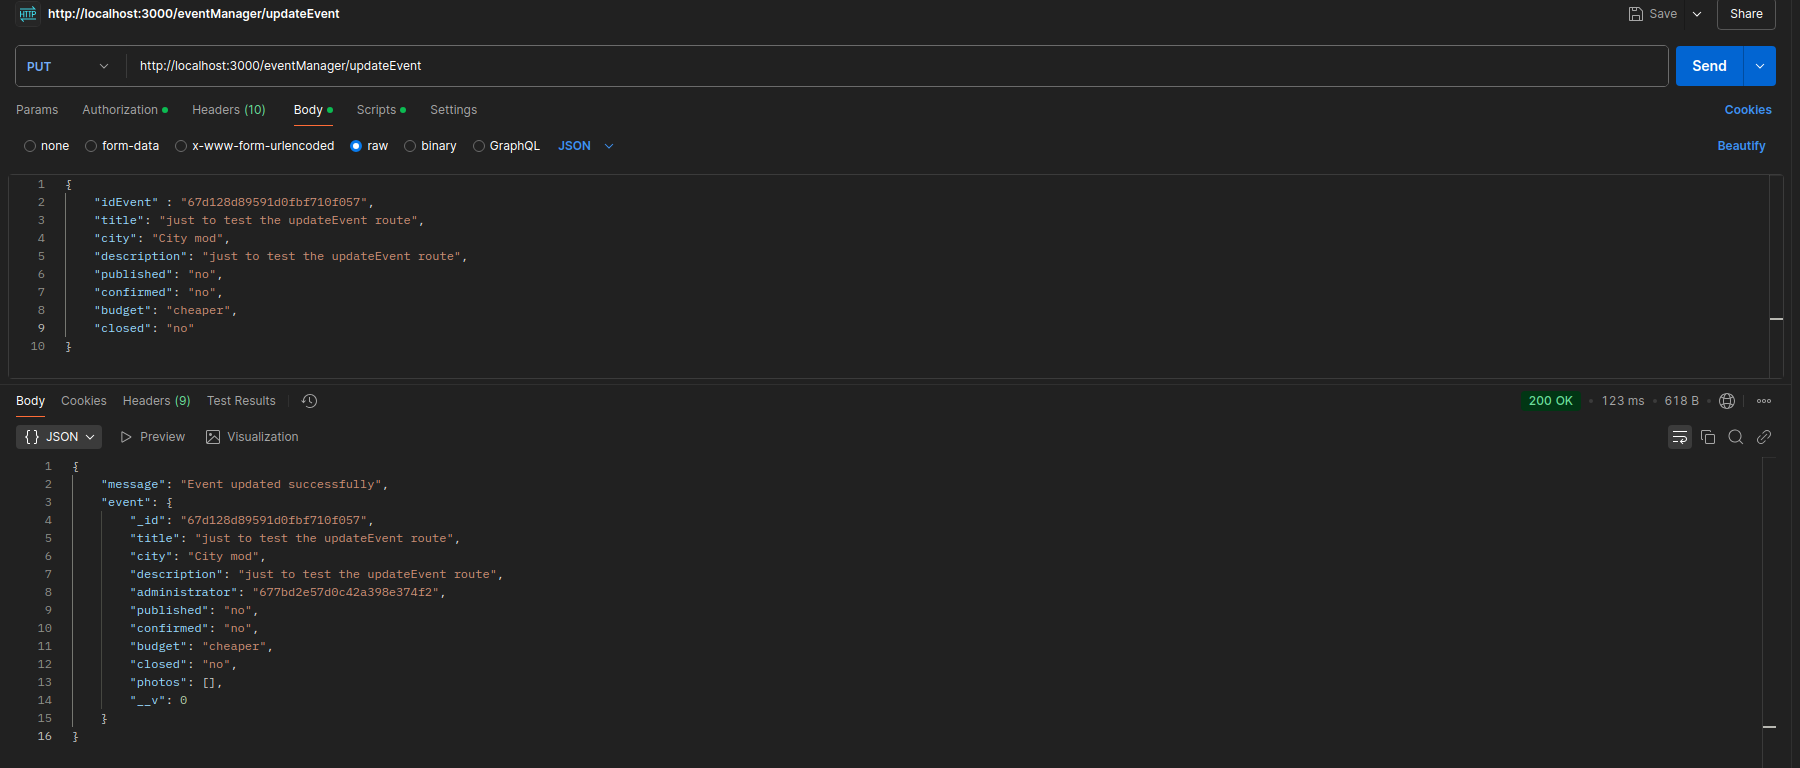 HTTP http://localhost:3000/eventManager/updateEvent Save Share
PUT http://localhost:3000/eventManager/updateEvent Send
Params Authorization Headers (10) Body Scripts Settings Cookies
none form-data x-www-form-urlencoded raw binary GraphQL JSON Beautify
1 {
2 "idEvent" : "67d128d89591d0fbf710f057",
3 "title": "just to test the updateEvent route",
4 "city": "City mod",
5 "description": "just to test the updateEvent route",
6 "published": "no",
7 "confirmed": "no",
8 "budget": "cheaper",
9 "closed": "no"
10 }
Body Cookies Headers (9) Test Results 200 OK • 123 ms • 618 B
{} JSON Preview Visualization
1 {
2 "message": "Event updated successfully",
3 "event": {
4 "_id": "67d128d89591d0fbf710f057",
5 "title": "just to test the updateEvent route",
6 "city": "City mod",
7 "description": "just to test the updateEvent route",
8 "administrator": "677bd2e57d0c42a398e374f2",
9 "published": "no",
10 "confirmed": "no",
11 "budget": "cheaper",
12 "closed": "no",
13 "photos": [],
14 "__v": 0
15 }
16 }